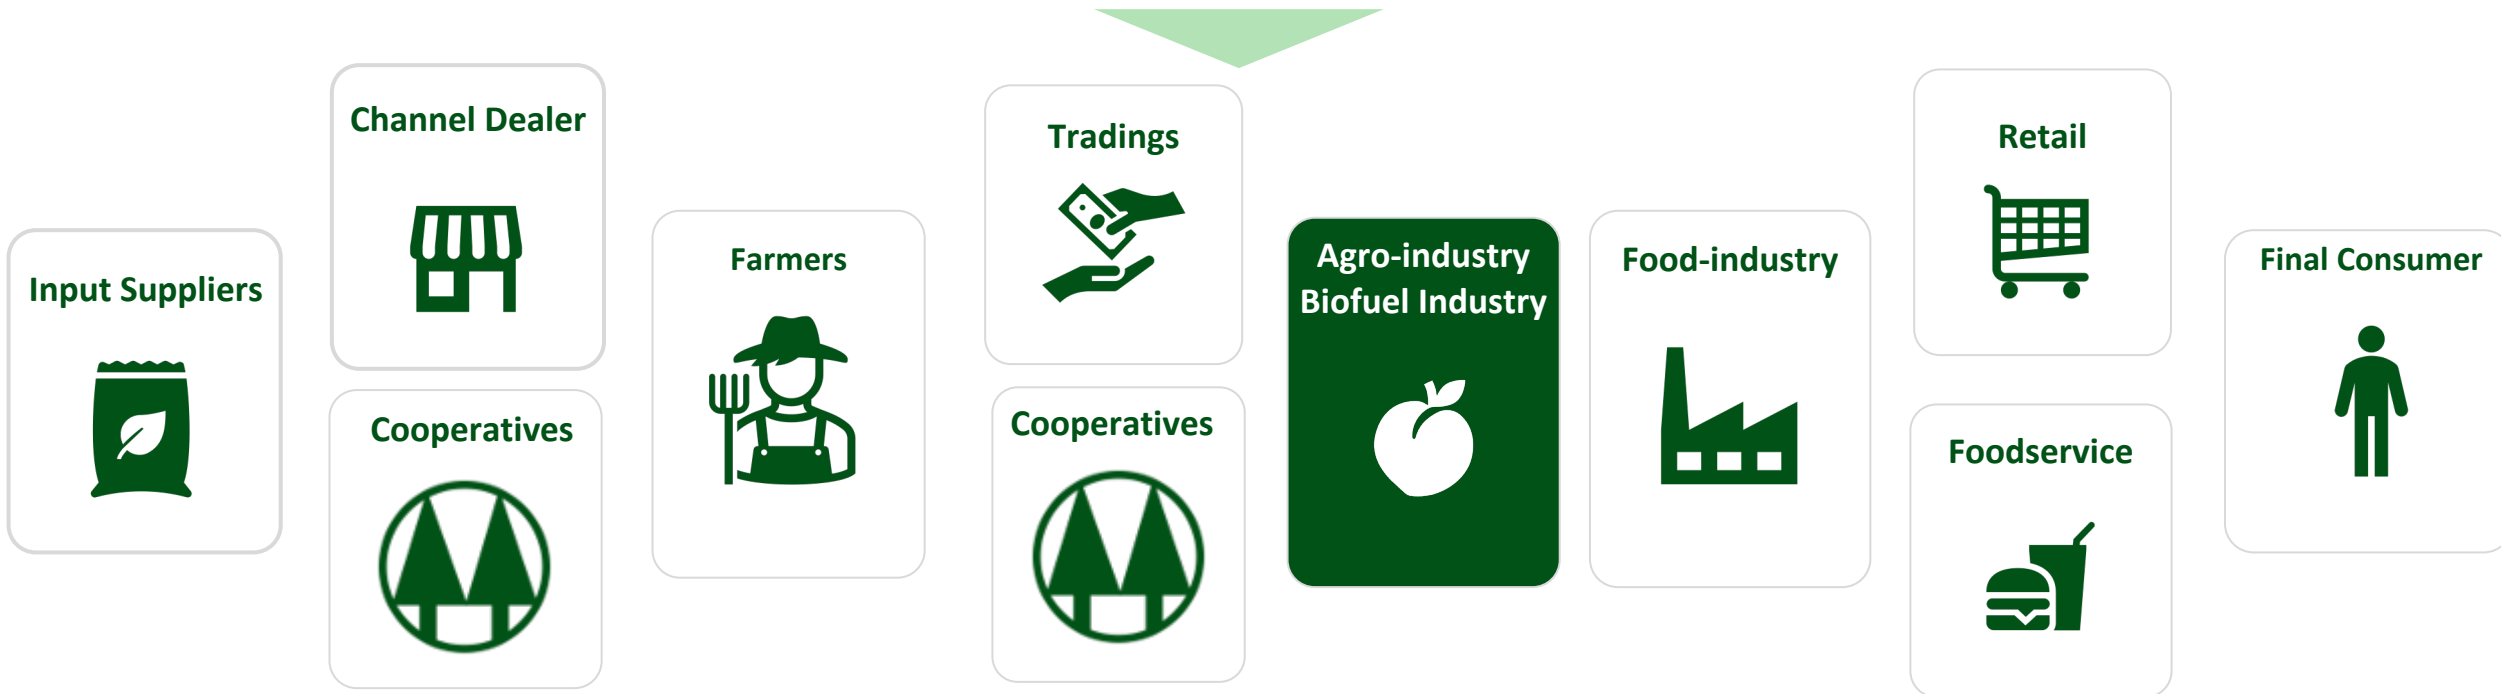 Input Suppliers
Channel Dealer
Cooperatives
Farmers
Tradings
Cooperatives
Agro-industry
Biofuel Industry
Food-industry
Retail
Foodservice
Final Consumer